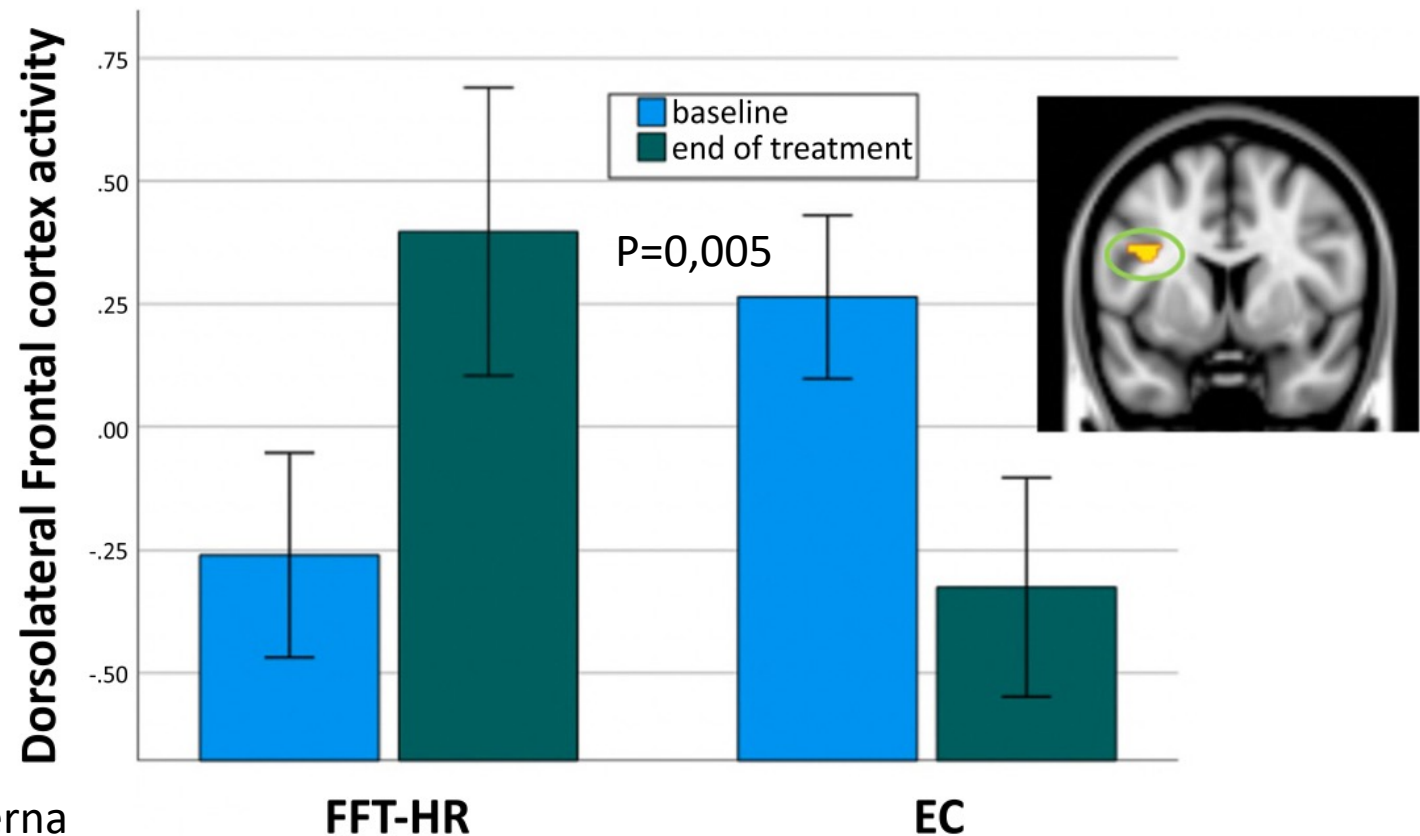 Dorsolateral Frontal cortex activity
.75
.50
.25
.00
-.25
-.50
baseline
end of treatment
P=0,005
FFT-HR
EC
erna